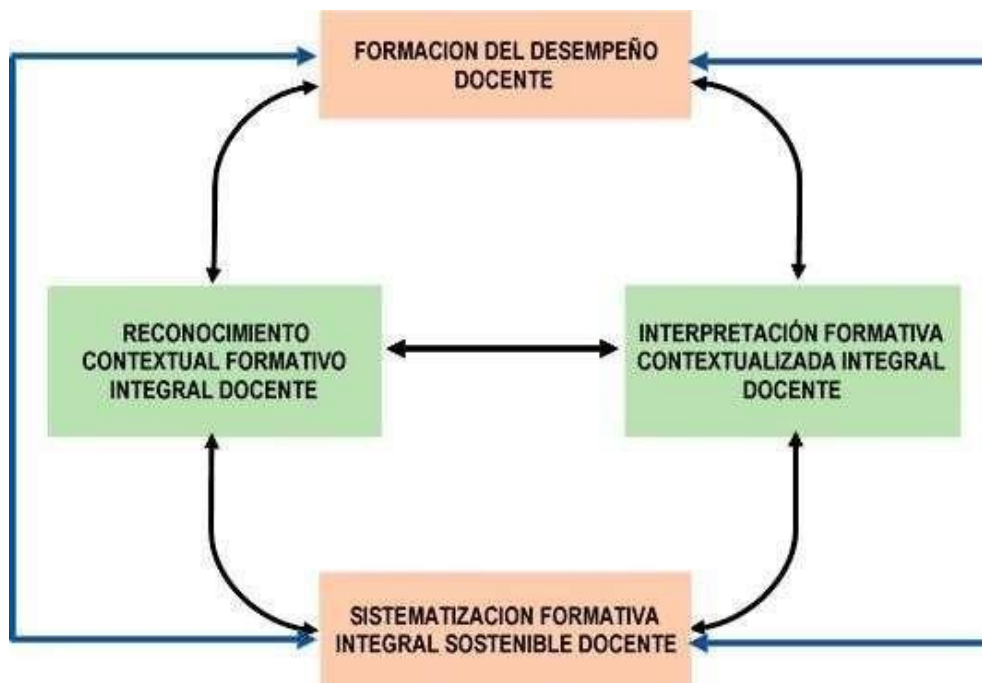 FORMACION DEL DESEMPEÑO
DOCENTE
RECONOCIMIENTO
CONTEXTUAL FORMATIVO
INTEGRAL DOCENTE
INTERPRETACIÓN FORMATIVA
CONTEXTUALIZADA INTEGRAL
DOCENTE
SISTEMATIZACION FORMATIVA
INTEGRAL SOSTENIBLE DOCENTE